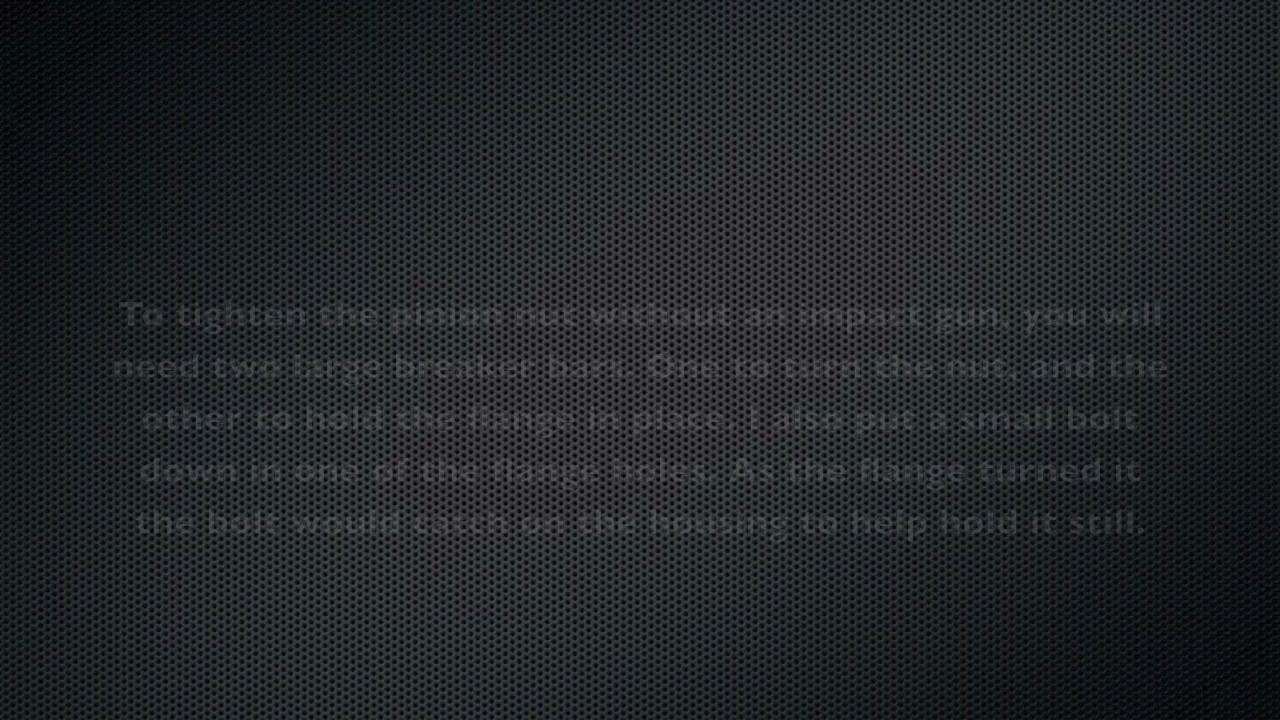 To tighten the pinion nut without an impact gun, you will
need two large breaker bars. One to turn the nut, and the
other to hold the flange in place. I also put a small bolt
down in one of the flange holes. As the flange turned it
the bolt would catch on the housing to help hold it still.